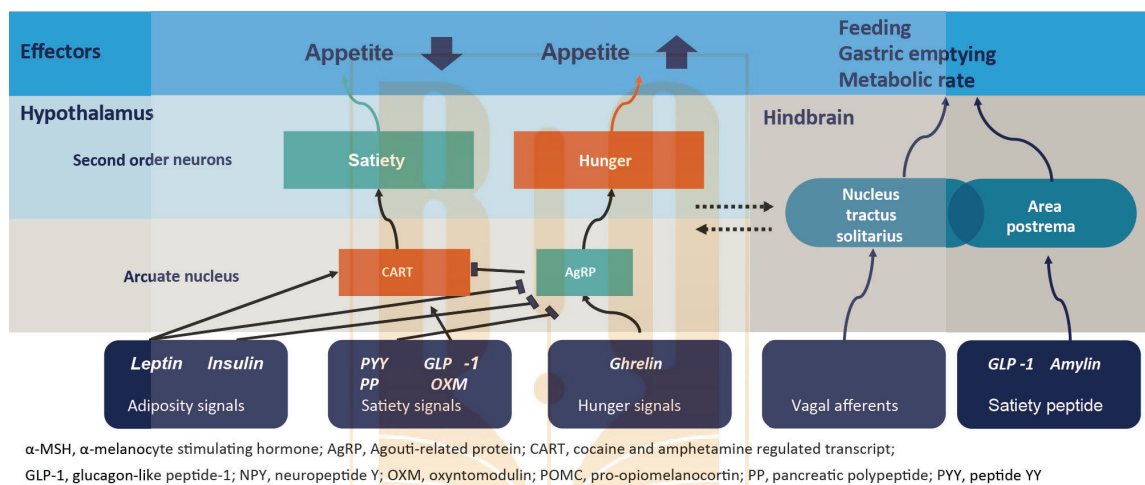 Effectors
Appetite
Appetite
Feeding
Gastric emptying
Metabolic rate
Hypothalamus
Hindbrain
Second order neurons
Satiety
Hunger
Nucleus
tractus
solitarius
Area
postrema
Arcuate nucleus
CART
AgRP
Leptin Insulin
Adiposity signals
PYY GLP -1
PP OXM
Satiety signals
Ghrelin
Hunger signals
Vagal afferents
GLP -1 Amylin
Satiety peptide
α-MSH, α-melanocyte stimulating hormone; AgRP, Agouti-related protein; CART, cocaine and amphetamine regulated transcript;
GLP-1, glucagon-like peptide-1; NPY, neuropeptide Y; OXM, oxyntomodulin; POMC, pro-opiomelanocortin; PP, pancreatic polypeptide; PYY, peptide YY